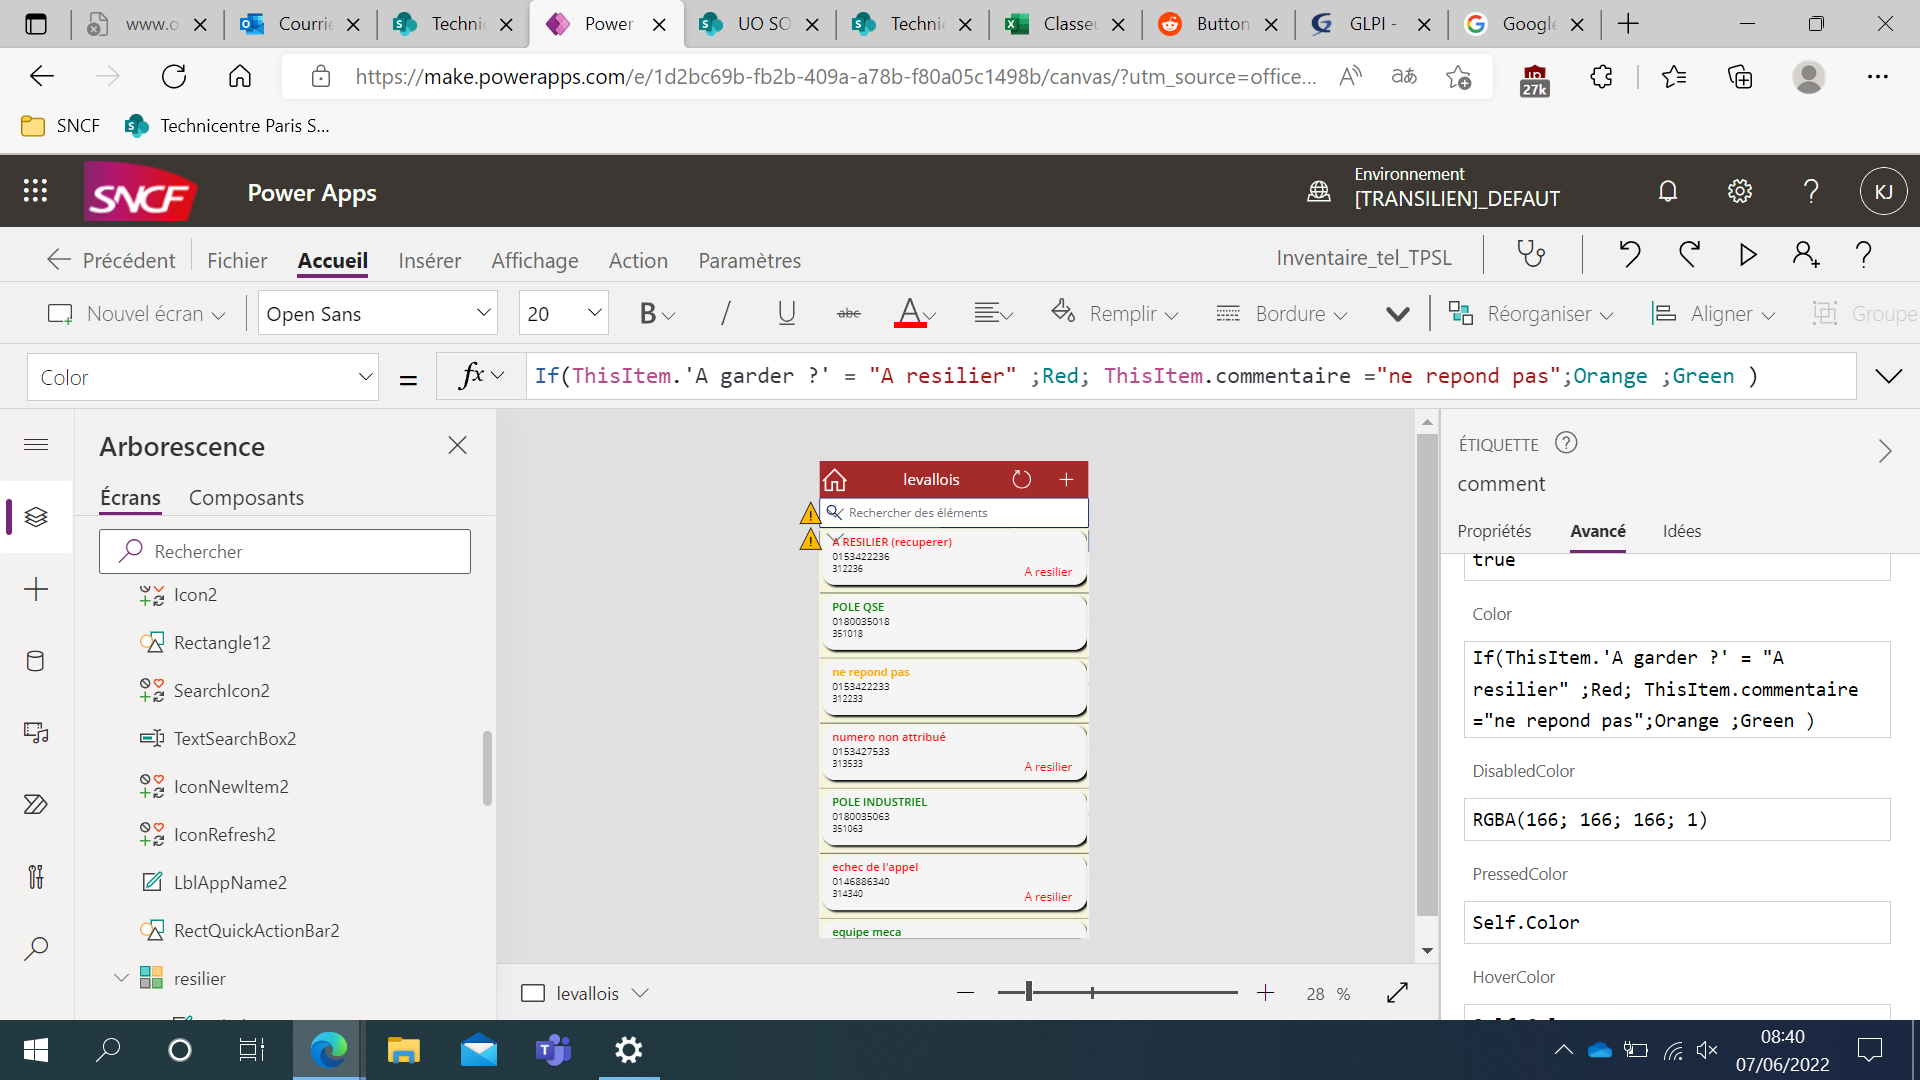 www.o
Courrie
Technic
Power
UO SO
Technic
Classeu
Button
GLPI -
Google
https://make.powerapps.com/e/1d2bc69b-fb2b-409a-a78b-f80a05c1498b/canvas/?utm_source=office...
27k
SNCF
Technicentre Paris S...
SNCF
Power Apps
Environnement
[TRANSILIEN]_DEFAUT
KJ
Précédent
Fichier
Accueil
Insérer
Affichage
Action
Paramètres
Inventaire_tel_TPSL
Nouvel écran
Open Sans
20
B
Remplir
Bordure
Réorganiser
Aligner
Groupe
Color
=
fx
If(ThisItem.'A garder ?' = "A resilier" ;Red; ThisItem.commentaire ="ne repond pas";Orange ;Green )
Arborescence
Écrans
Composants
Rechercher
Icon2
Rectangle12
SearchIcon2
TextSearchBox2
IconNewItem2
IconRefresh2
LblAppName2
RectQuickActionBar2
resilier
levallois
Rechercher des éléments
A RESILIER (recuperer)
0153422236
312236
A resilier
POLE QSE
0180035018
351018
ne repond pas
0153422233
312233
numero non attribué
0153427533
313533
A resilier
POLE INDUSTRIEL
0180035063
351063
echec de l'appel
0146886340
314340
A resilier
equipe meca
levallois
28 %
ÉTIQUETTE
comment
Propriétés
Avancé
Idées
true
Color
If(ThisItem.'A garder ?' = "A
resilier" ;Red; ThisItem.commentaire
="ne repond pas";Orange ;Green )
DisabledColor
RGBA(166; 166; 166; 1)
PressedColor
Self.Color
HoverColor
08:40
07/06/2022